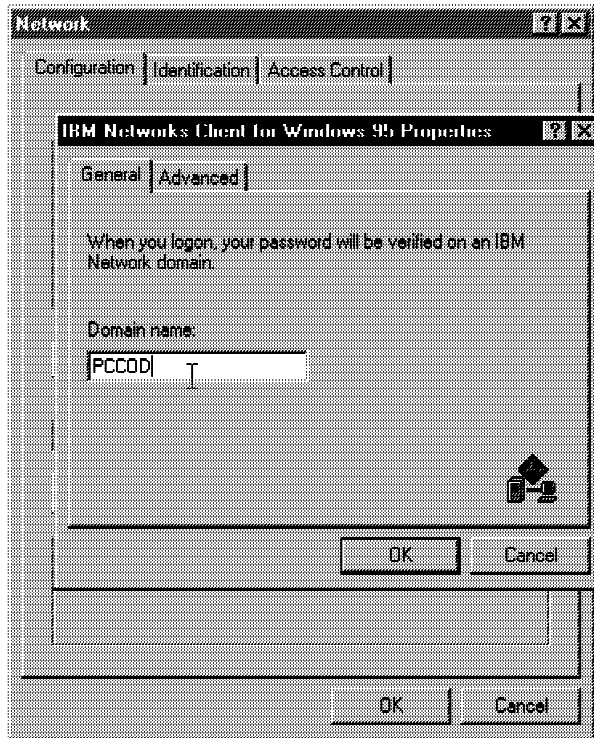 Network
Configuration Identification Access Control
IBM Networks Client for Windows 95 Properties
General Advanced
When you logon, your password will be verified on an IBM
Network domain.
Domain name:
PCCOD
OK Cancel
OK Cancel